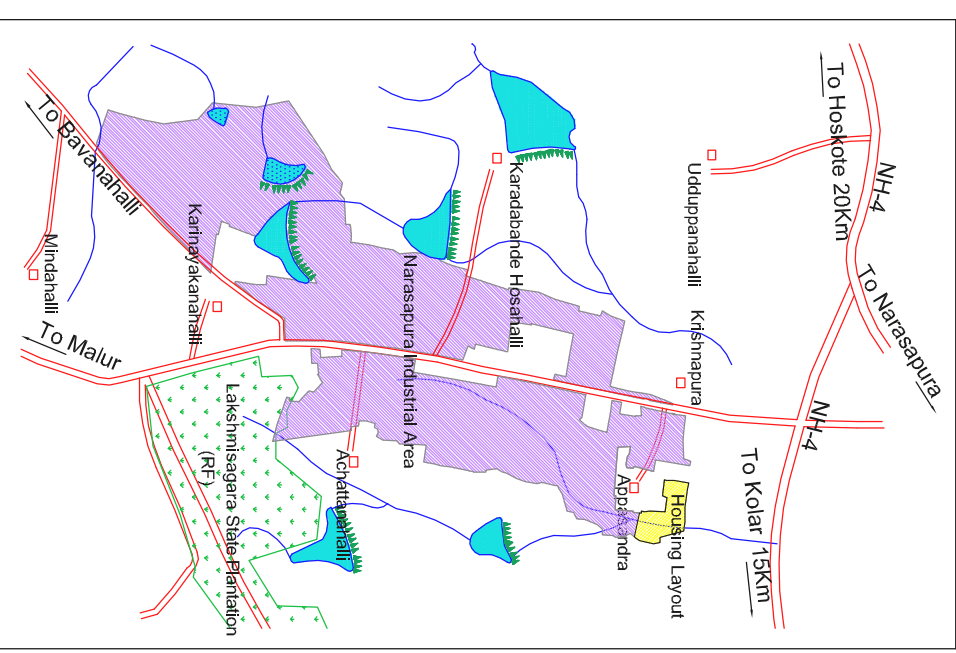 To Hoskote 20Km
NH-4
To Narasapura
Udduppanahalli
Karadabande Hosahalli
Krishnapura
NH-4
To Kolar 15Km
To Bavanahalli
Karinayakanahalli
Mindahalli
To Malur
Narasapura Industrial Area
Housing Layout
Appasandra
Achattanahalli
Lakshmisagara State Plantation
(RF)